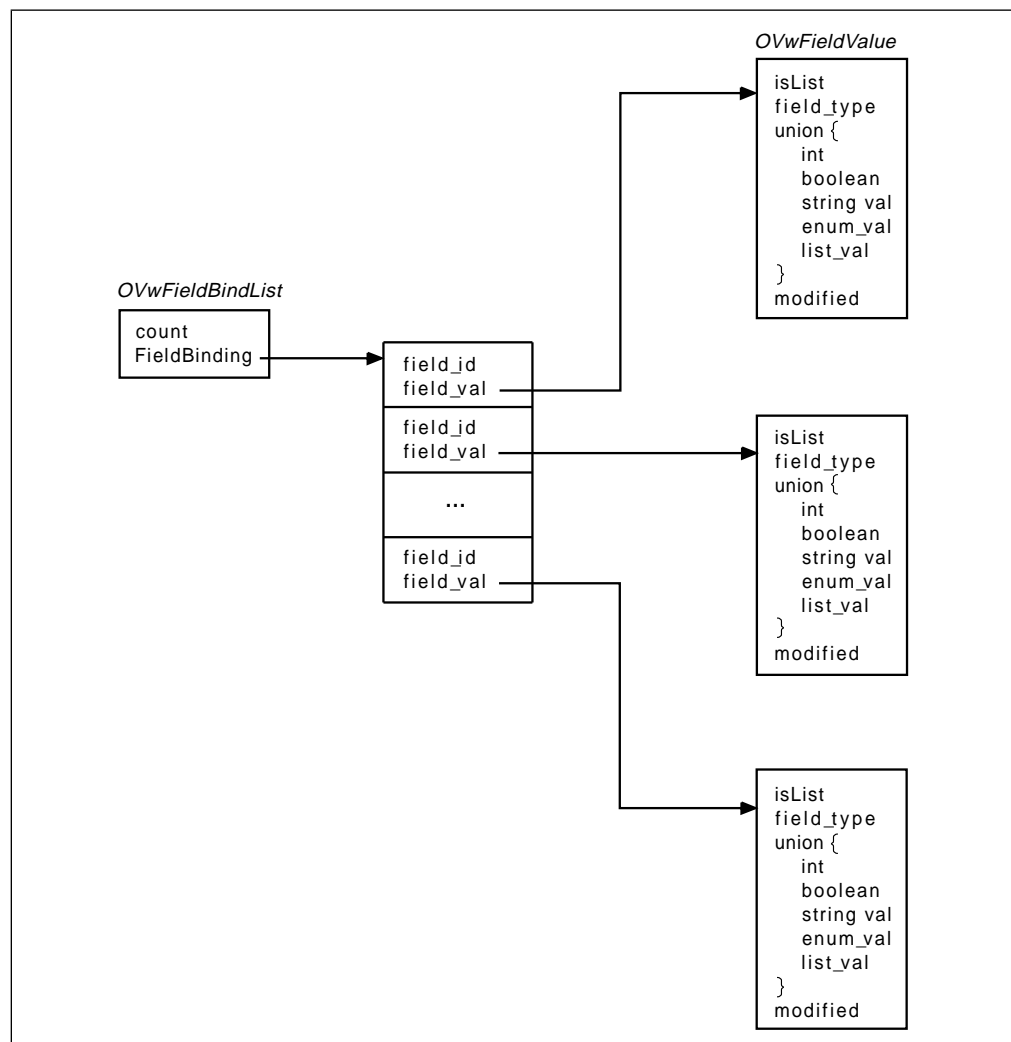 OVwFieldValue
isList
field_type
union {
int
boolean
string val
enum_val
list_val
}
modified
OVwFieldBindList
count
FieldBinding
field_id
field_val
field_id
field_val
...
field_id
field_val
isList
field_type
union {
int
boolean
string val
enum_val
list_val
}
modified
isList
field_type
union {
int
boolean
string val
enum_val
list_val
}
modified